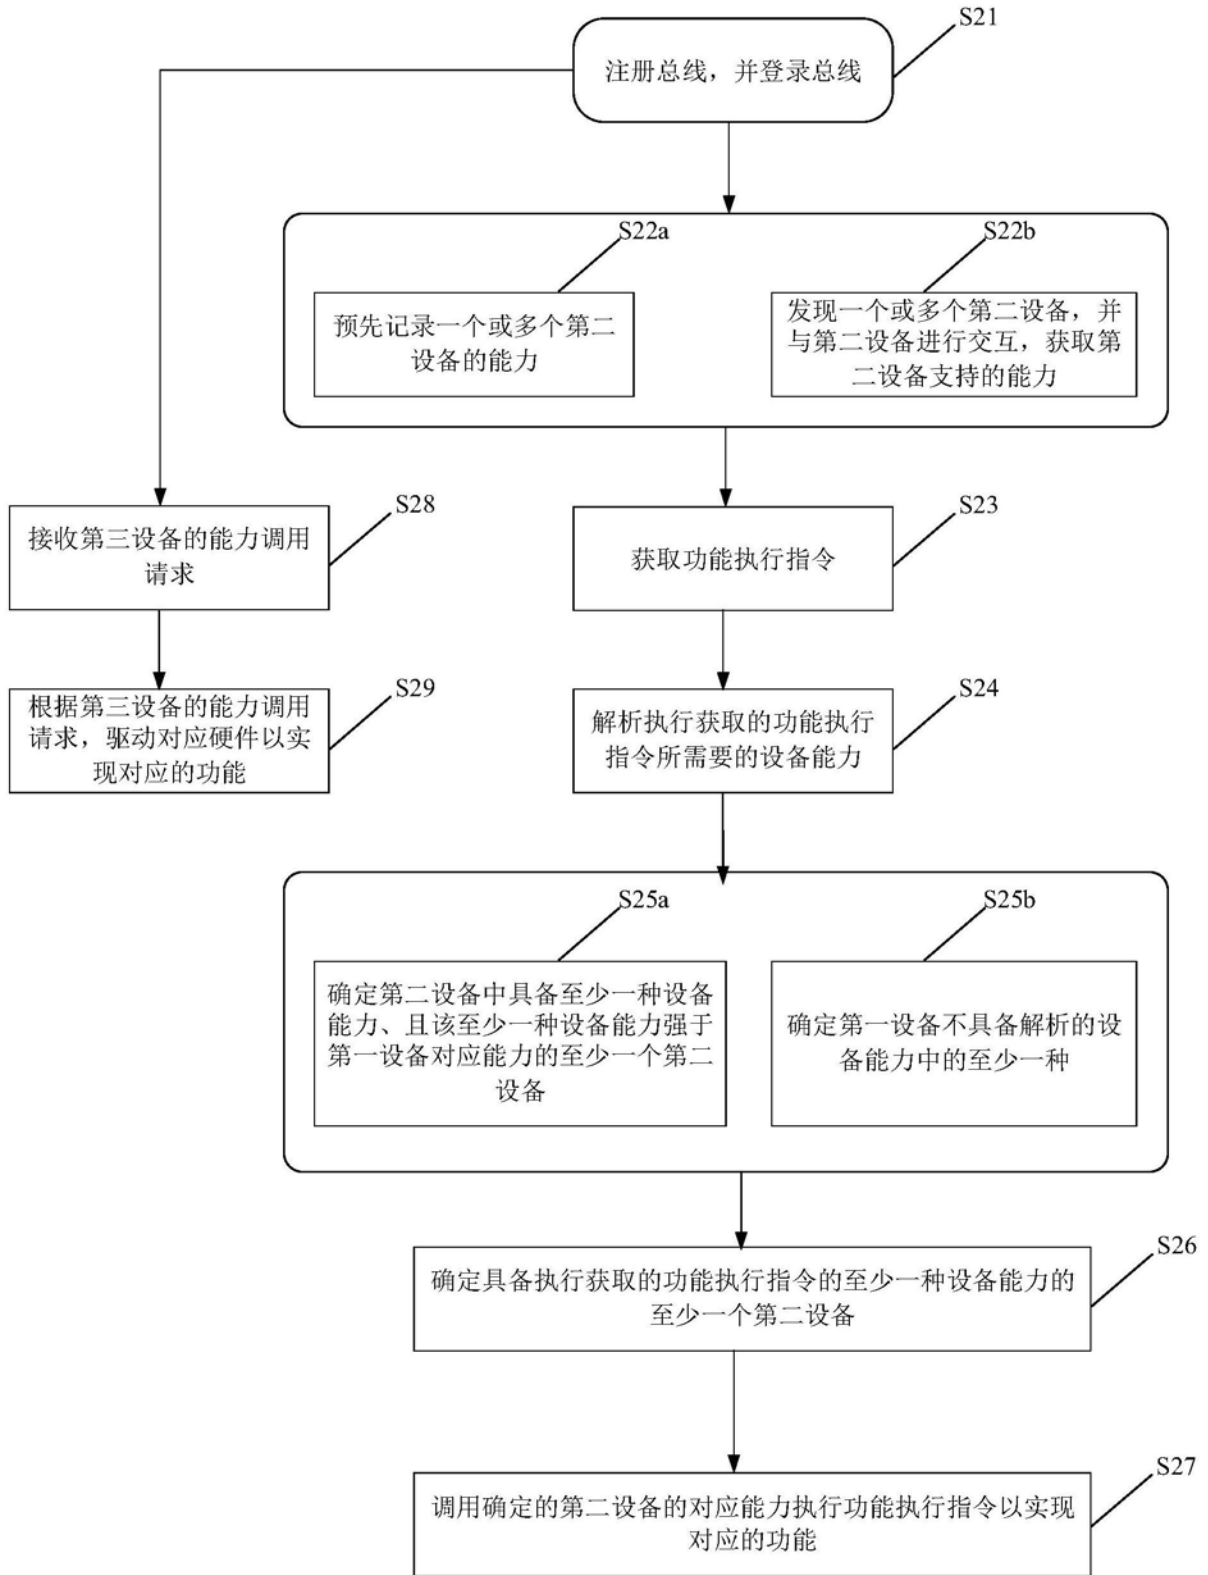 S21
注册总线，并登录总线
S22a
S22b
预先记录一个或多个第二
设备的能力
发现一个或多个第二设备，并
与第二设备进行交互，获取第
二设备支持的能力
S28
接收第三设备的能力调用
请求
S23
获取功能执行指令
S29
根据第三设备的能力调用
请求，驱动对应硬件以实
现对应的功能
S24
解析执行获取的功能执行
指令所需要的设备能力
S25a
S25b
确定第二设备中具备至少一种设备
能力、且该至少一种设备能力强于
第一设备对应能力的至少一个第二
设备
确定第一设备不具备解析的设
备能力中的至少一种
S26
确定具备执行获取的功能执行指令的至少一种设备能力的
至少一个第二设备
S27
调用确定的第二设备的对应能力执行功能执行指令以实现
对应的功能